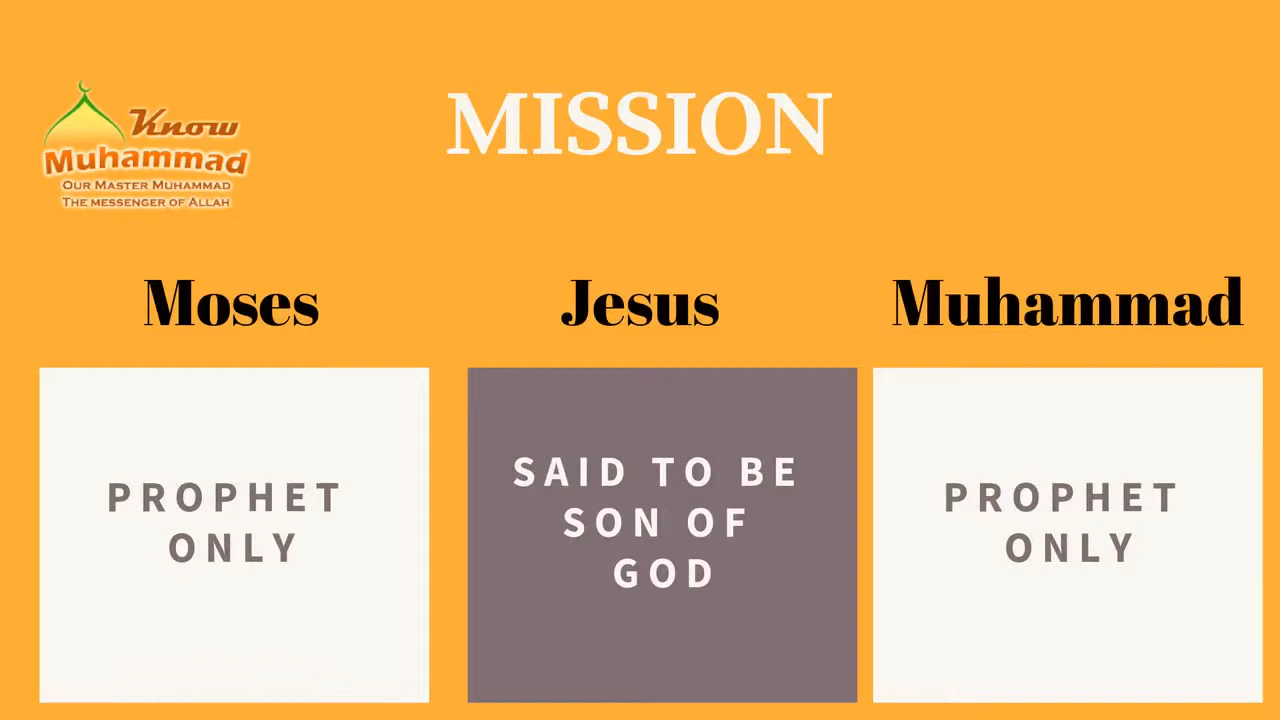 MISSION
Know
Muhammad
OUR MASTER MUHAMMAD
THE MESSENGER OF ALLAH
Moses
Jesus
Muhammad
PROPHET
ONLY
SAID TO BE
SON OF
GOD
PROPHET
ONLY